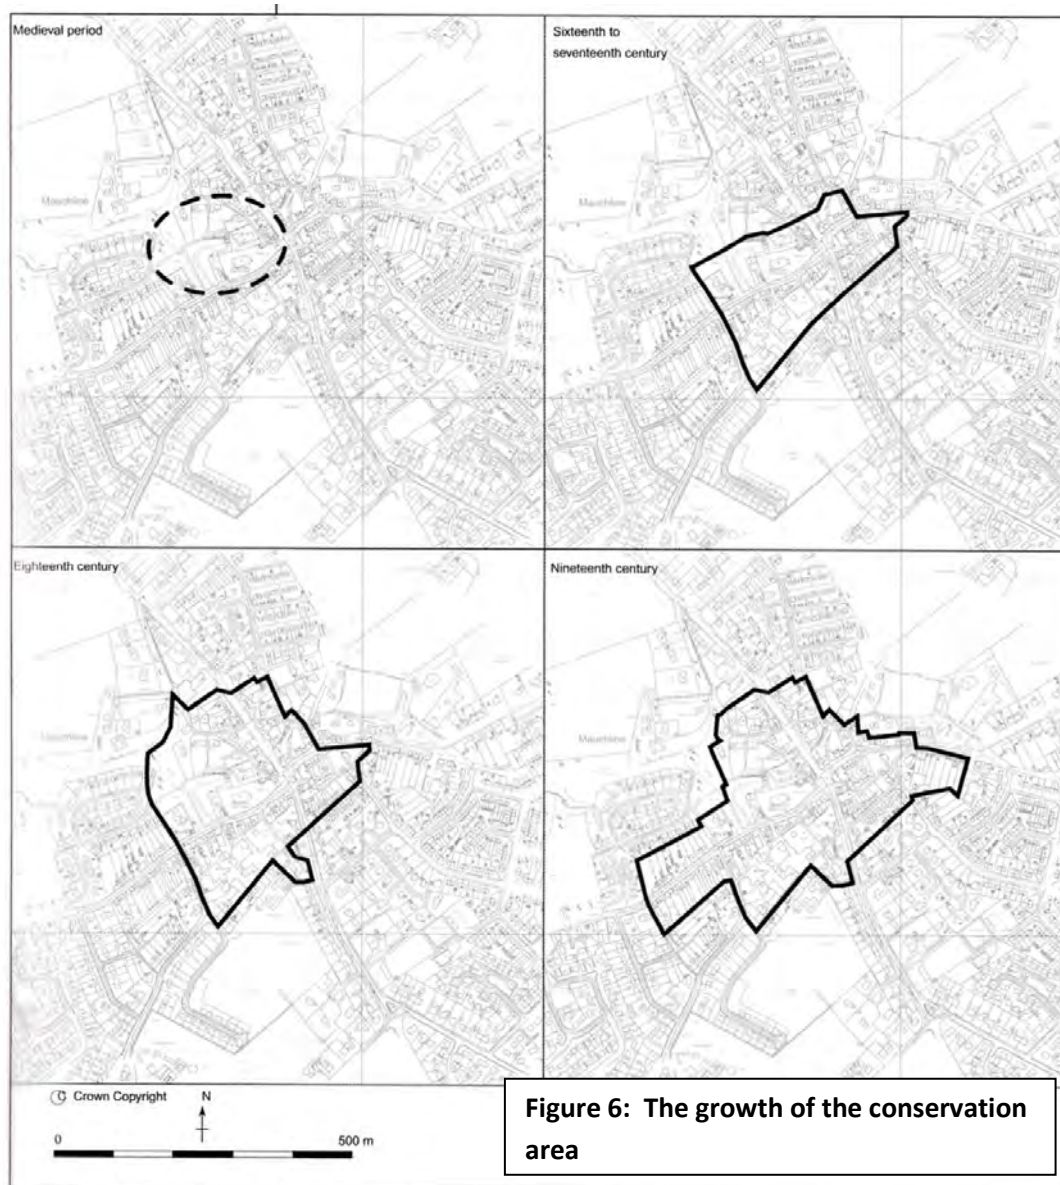 Medieval period
Sixteenth to
seventeenth century
Mauchline
Mauchline
Eighteenth century
Nineteenth century
Mauchline
Mauchline
© Crown Copyright
N
0
500 m
Figure 6: The growth of the conservation
area